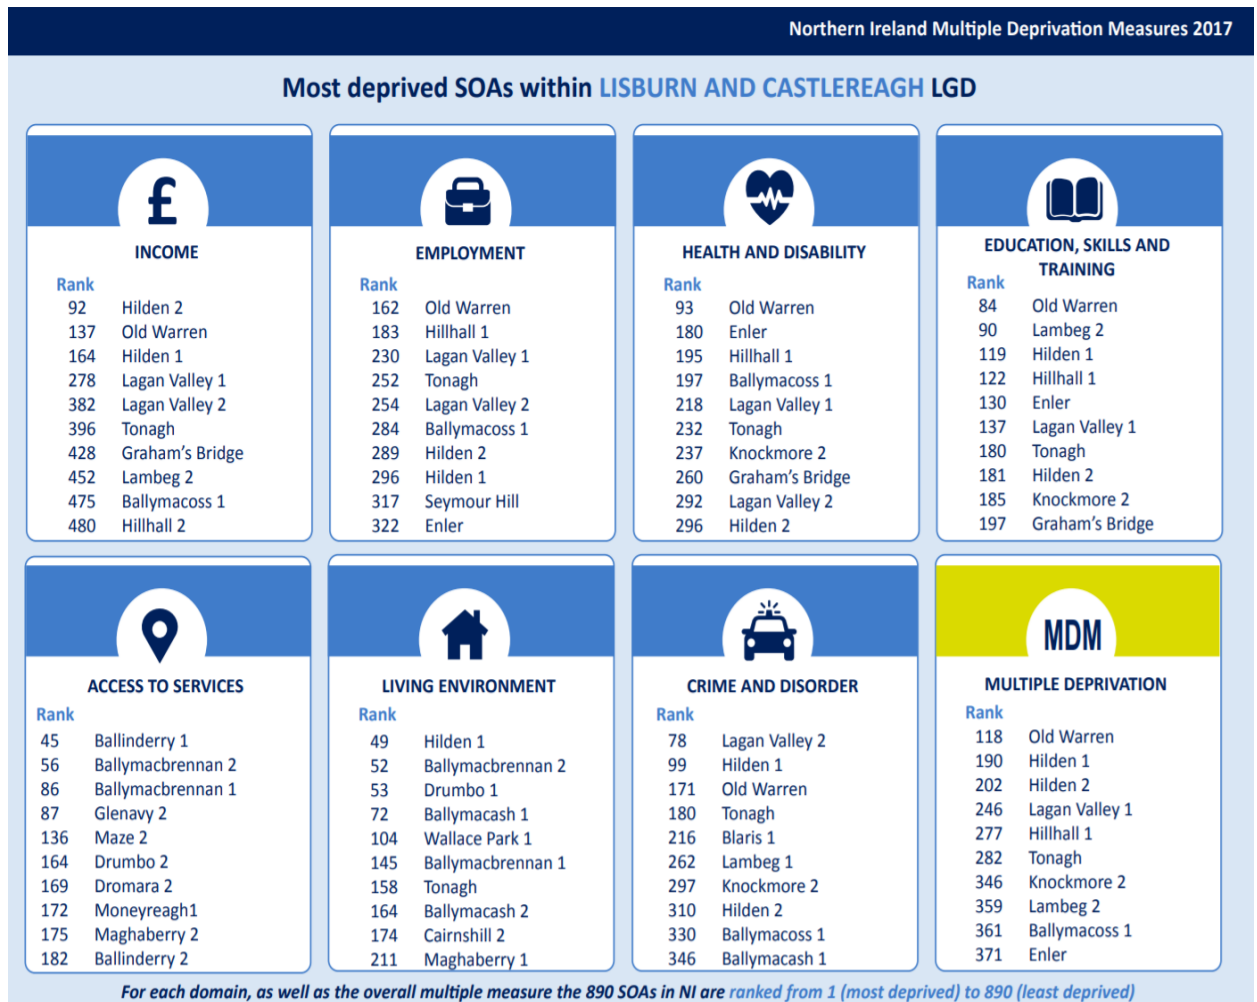 Northern Ireland Multiple Deprivation Measures 2017
Most deprived SOAs within LISBURN AND CASTLEREAGH LGD
£
INCOME
Rank
92 Hilden 2
137 Old Warren
164 Hilden 1
278 Lagan Valley 1
382 Lagan Valley 2
396 Tonagh
428 Graham's Bridge
452 Lambeg 2
475 Ballymacoss 1
480 Hillhall 2
EMPLOYMENT
Rank
162 Old Warren
183 Hillhall 1
230 Lagan Valley 1
252 Tonagh
254 Lagan Valley 2
284 Ballymacoss 1
289 Hilden 2
296 Hilden 1
317 Seymour Hill
322 Enler
HEALTH AND DISABILITY
Rank
93 Old Warren
180 Enler
195 Hillhall 1
197 Ballymacoss 1
218 Lagan Valley 1
232 Tonagh
237 Knockmore 2
260 Graham's Bridge
292 Lagan Valley 2
296 Hilden 2
EDUCATION, SKILLS AND
TRAINING
Rank
84 Old Warren
90 Lambeg 2
119 Hilden 1
122 Hillhall 1
130 Enler
137 Lagan Valley 1
180 Tonagh
181 Hilden 2
185 Knockmore 2
197 Graham's Bridge
ACCESS TO SERVICES
Rank
45 Ballinderry 1
56 Ballymacbrennan 2
86 Ballymacbrennan 1
87 Glenavy 2
136 Maze 2
164 Drumbo 2
169 Dromara 2
172 Moneyreagh1
175 Maghaberry 2
182 Ballinderry 2
LIVING ENVIRONMENT
Rank
49 Hilden 1
52 Ballymacbrennan 2
53 Drumbo 1
72 Ballymacash 1
104 Wallace Park 1
145 Ballymacbrennan 1
158 Tonagh
164 Ballymacash 2
174 Cairnshill 2
211 Maghaberry 1
CRIME AND DISORDER
Rank
78 Lagan Valley 2
99 Hilden 1
171 Old Warren
180 Tonagh
216 Blaris 1
262 Lambeg 1
297 Knockmore 2
310 Hilden 2
330 Ballymacoss 1
346 Ballymacash 1
MDM
MULTIPLE DEPRIVATION
Rank
118 Old Warren
190 Hilden 1
202 Hilden 2
246 Lagan Valley 1
277 Hillhall 1
282 Tonagh
346 Knockmore 2
359 Lambeg 2
361 Ballymacoss 1
371 Enler
For each domain, as well as the overall multiple measure the 890 SOAs in NI are ranked from 1 (most deprived) to 890 (least deprived)